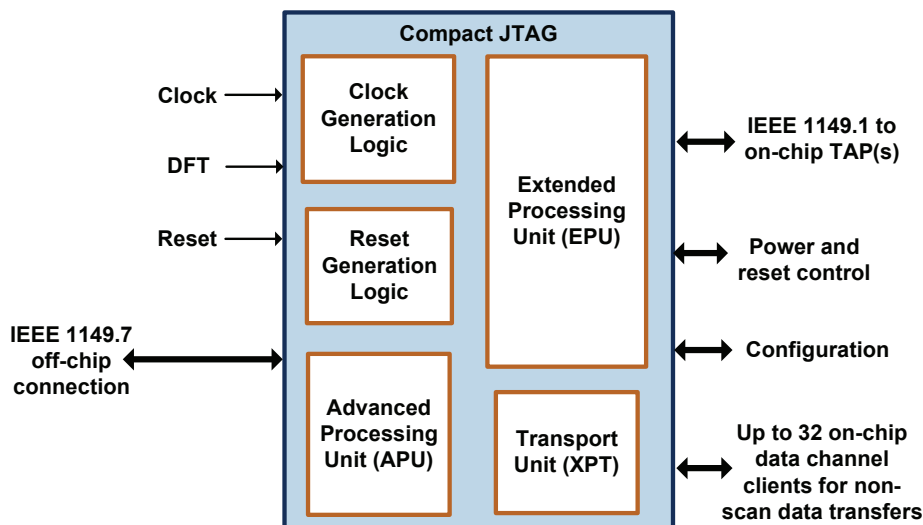 Compact JTAG
Clock
Generation
Logic
Extended
Processing
Unit (EPU)
Reset
Generation
Logic
Advanced
Processing
Unit (APU)
Transport
Unit (XPT)
Clock
DFT
Reset
IEEE 1149.7
off-chip
connection
IEEE 1149.1 to
on-chip TAP(s)
Power and
reset control
Configuration
Up to 32 on-chip
data channel
clients for non-
scan data transfers